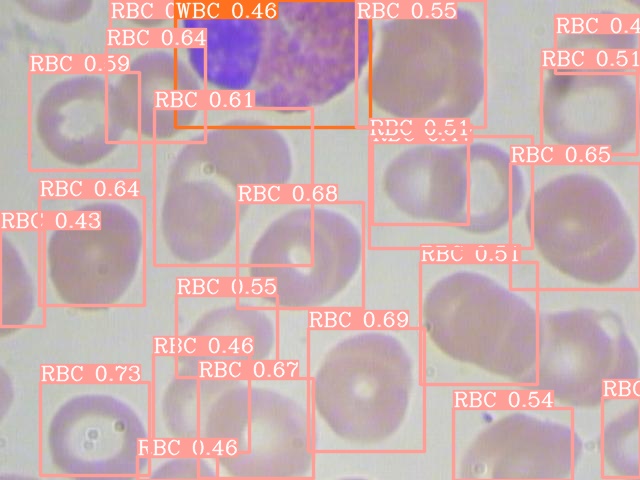 WBC 0.46
RBC 0.55
RBC 0.64
RBC 0.51
RBC 0.59
RBC 0.61
RBC 0.51
RBC 0.65
RBC 0.64
RBC 0.68
RBC 0.43
RBC 0.51
RBC 0.55
RBC 0.69
RBC 0.46
RBC 0.67
RBC 0.73
RBC 0.54
RBC
RBC 0.46